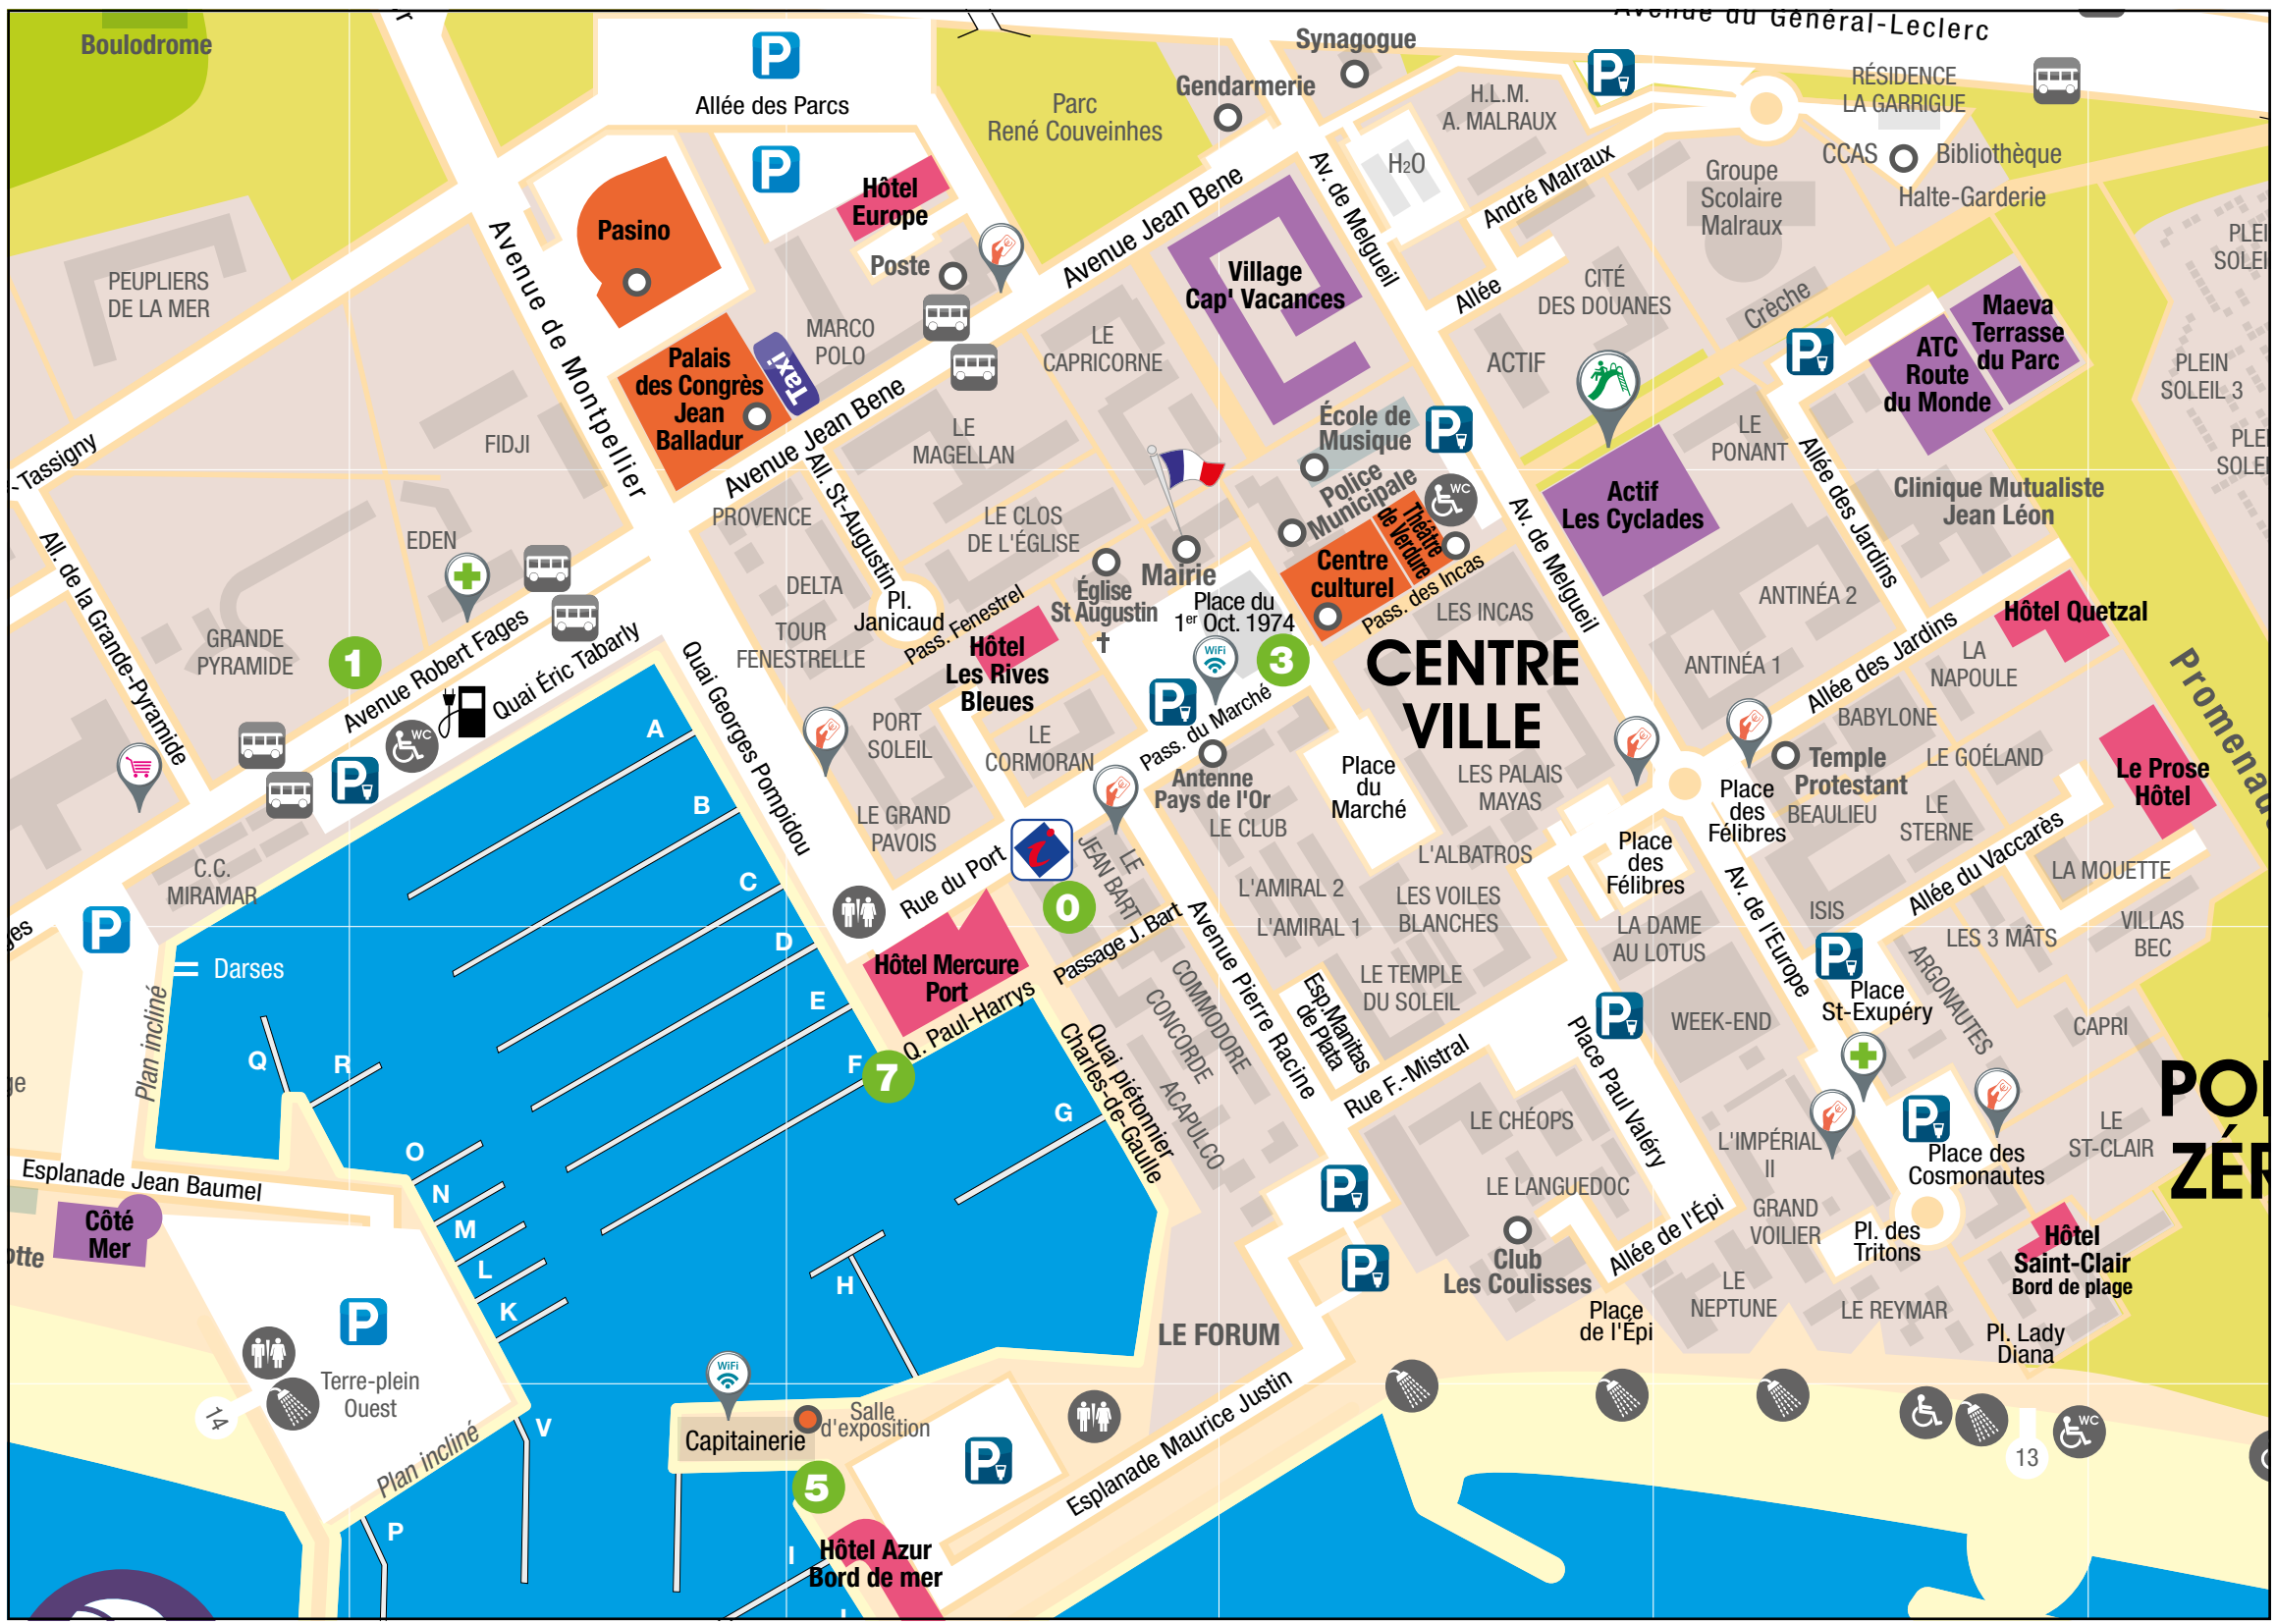 Avenue du Général-Leclerc
Boulodrome
P
Allée des Parcs
P
Parc
René Couveinhes
Synagogue
Gendarmerie
H.L.M.
A. MALRAUX
P
RÉSIDENCE
LA GARRIGUE
CCAS
Bibliothèque
Halte-Garderie
H2O
André Malraux
Allée
Groupe
Scolaire
Malraux
Av. de Melgueil
Avenue Jean Bene
Hôtel
Europe
Pasino
Poste
Village
Cap' Vacances
PEUPLIERS
DE LA MER
Avenue de Montpellier
MARCO
POLO
Taxi
Palais
des Congrès
Jean
Balladur
LE
CAPRICORNE
CITÉ
DES DOUANES
Crèche
ACTIF
P
Maeva
Terrasse
du Parc
ATC
Route
du Monde
PLEIN
SOLEIL 3
FIDJI
Avenue Jean Bene
LE
MAGELLAN
École de
Musique
P
Police
Municipale
WC
Théâtre
de Verdure
LE
PONANT
Allée des Jardins
Clinique Mutualiste
Jean Léon
-Tassigny
All. de la Grande-Pyramide
EDEN
PROVENCE
All. St-Augustin
LE CLOS
DE L'ÉGLISE
Mairie
Centre
culturel
Pass. des Incas
Av. de Melgueil
Actif
Les Cyclades
ANTINÉA 2
DELTA
Pl.
Janicaud
Pass. Fenestrel
Église
St Augustin
Place du
1er Oct. 1974
WiFi
3
LES INCAS
Hôtel Quetzal
GRANDE
PYRAMIDE
1
Avenue Robert Fages
Quai Éric Tabarly
TOUR
FENESTRELLE
Hôtel
Les Rives
Bleues
CENTRE
VILLE
ANTINÉA 1
Allée des Jardins
LA
NAPOULE
WC
P
Quai Georges Pompidou
PORT
SOLEIL
LE
CORMORAN
P
Pass. du Marché
Antenne
Pays de l'Or
Place
du
Marché
LES PALAIS
MAYAS
BABYLONE
Temple
Protestant
LE GOÉLAND
Place
des
Félibres
BEAULIEU
LE
STERNE
Le Prose
Hôtel
A
B
C
D
E
F
G
LE GRAND
PAVOIS
Rue du Port
i
0
LE
JEAN BART
LE CLUB
L'ALBATROS
Place
des
Félibres
Allée du Vaccarès
LA MOUETTE
C.C.
MIRAMAR
P
Darses
Plan incliné
Hôtel Mercure
Port
Passage J. Bart
L'AMIRAL 2
L'AMIRAL 1
LES VOILES
BLANCHES
LA DAME
AU LOTUS
Av. de l'Europe
ISIS
LES 3 MÂTS
VILLAS
BEC
Q. Paul-Harrys
7
COMMODORE
CONCORDE
ACAPULCO
Avenue Pierre Racine
Esp.Manitas
de Plata
LE TEMPLE
DU SOLEIL
P
Place
St-Exupéry
ARGONAUTES
CAPRI
Quai piétonnier
Charles-de-Gaulle
Rue F.-Mistral
P
Place Paul Valéry
WEEK-END
Q
R
O
N
M
L
K
H
LE CHÉOPS
L'IMPÉRIAL
II
P
Place des
Cosmonautes
LE
ST-CLAIR
Esplanade Jean Baumel
Côté
Mer
P
LE LANGUEDOC
Club
Les Coulisses
Allée de l'Épi
GRAND
VOILIER
Pl. des
Tritons
Hôtel
Saint-Clair
Bord de plage
P
Terre-plein
Ouest
14
Plan incliné
P
LE FORUM
Place
de l'Épi
LE
NEPTUNE
LE REYMAR
Pl. Lady
Diana
WiFi
Capitainerie
Salle
d'exposition
5
V
P
I
P
Esplanade Maurice Justin
13
WC
Hôtel Azur
Bord de mer